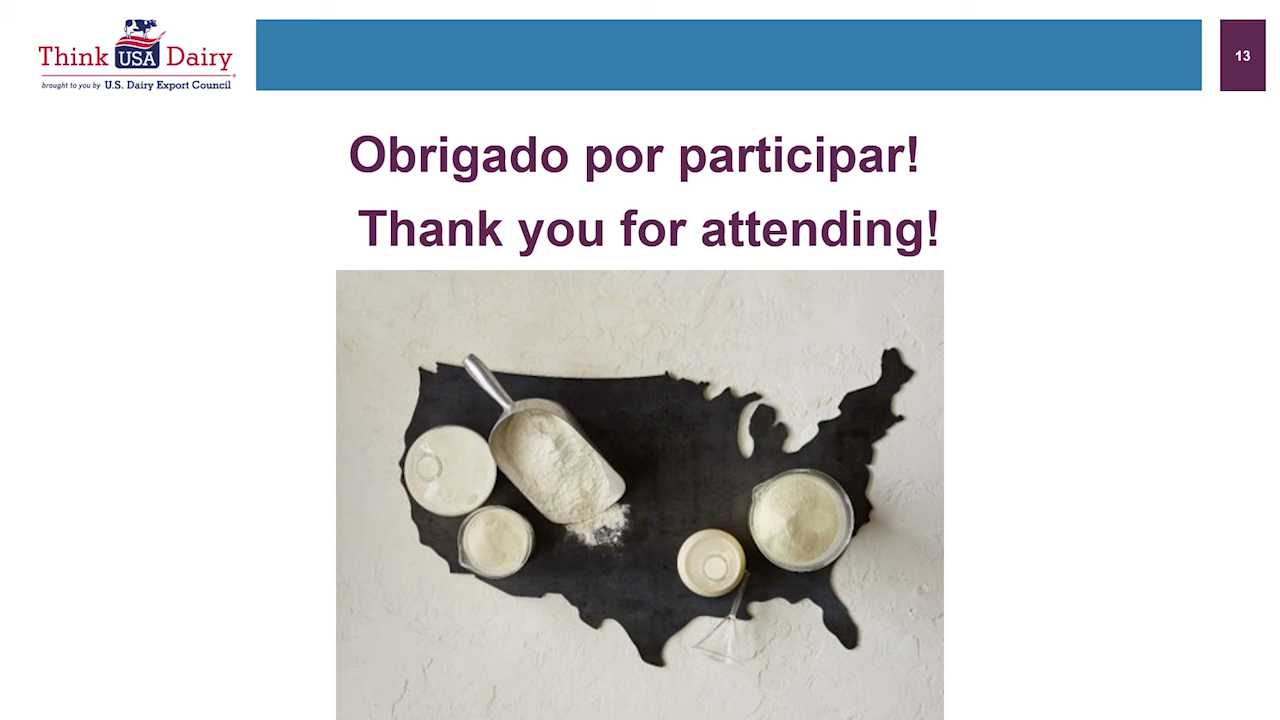 Think USA Dairy
brought to you by U.S. Dairy Export Council
13
Obrigado por participar!
Thank you for attending!